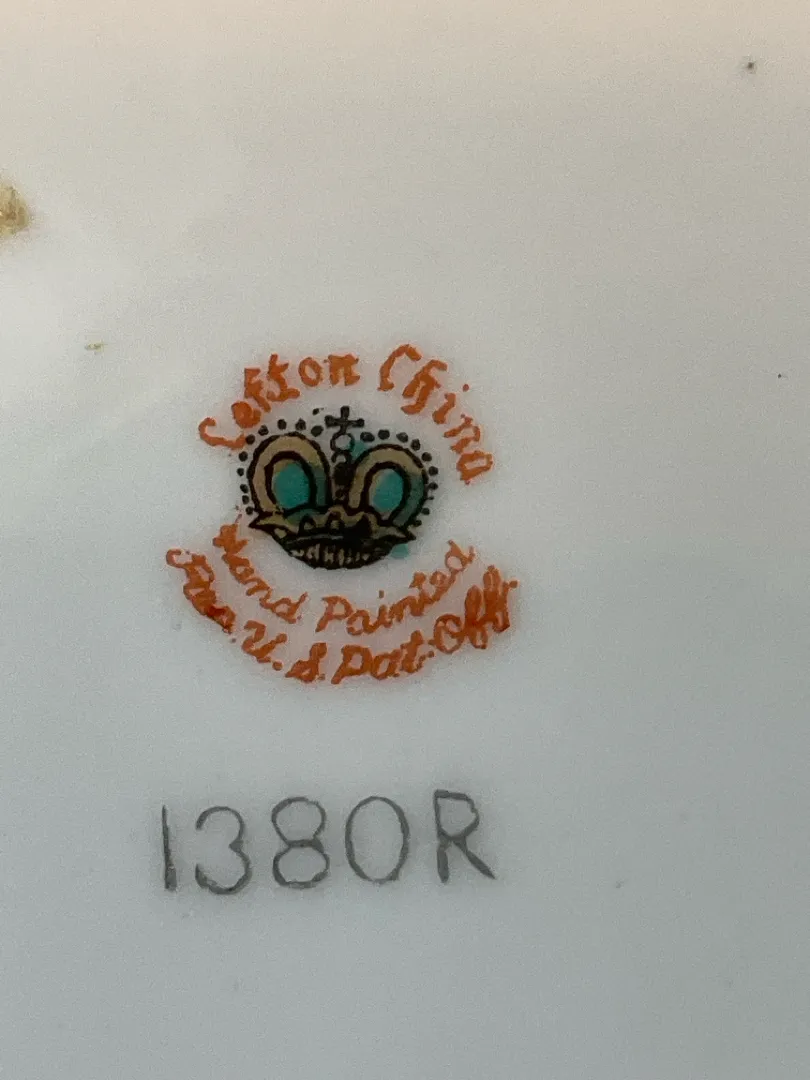 Lefton China
Hand Painted
Reg. U. S. Pat. Off.
1380R